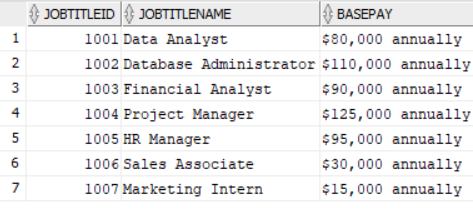 JOBTITLEID JOBTITLENAME BASEPAY
1 1001 Data Analyst $80,000 annually
2 1002 Database Administrator $110,000 annually
3 1003 Financial Analyst $90,000 annually
4 1004 Project Manager $125,000 annually
5 1005 HR Manager $95,000 annually
6 1006 Sales Associate $30,000 annually
7 1007 Marketing Intern $15,000 annually